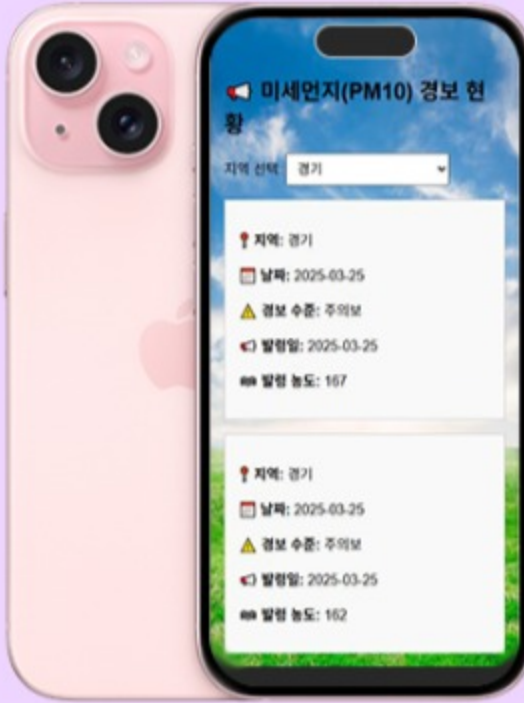 미세먼지(PM10) 경보 현
황
지역 선택: 경기
지역: 경기
날짜: 2025-03-25
경보 수준: 주의보
발령일: 2025-03-25
발령 농도: 167
지역: 경기
날짜: 2025-03-25
경보 수준: 주의보
발령일: 2025-03-25
발령 농도: 162